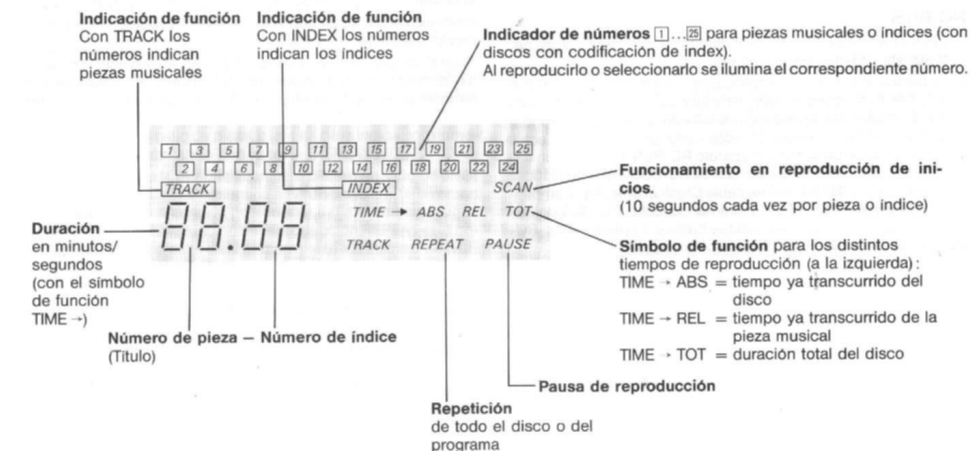 Indicación de función
Con TRACK los
números indican
piezas musicales
Indicación de función
Con INDEX los números
indican los índices
Indicador de números 1...25 para piezas musicales o índices (con
discos con codificación de index).
Al reproducirlo o seleccionarlo se ilumina el correspondiente número.
1 3 5 7 9 11 13 15 17 19 21 23 25
2 4 6 8 10 12 14 16 18 20 22 24
TRACK INDEX SCAN
TIME → ABS REL TOT
88.88
TRACK REPEAT PAUSE
Funcionamiento en reproducción de ini-
cios.
(10 segundos cada vez por pieza o índice)
Duración
en minutos/
segundos
(con el símbolo
de función
TIME →)
Símbolo de función para los distintos
tiempos de reproducción (a la izquierda):
TIME → ABS = tiempo ya transcurrido del
disco
TIME → REL = tiempo ya transcurrido de la
pieza musical
TIME → TOT = duración total del disco
Número de pieza – Número de índice
(Titulo)
Pausa de reproducción
Repetición
de todo el disco o del
programa